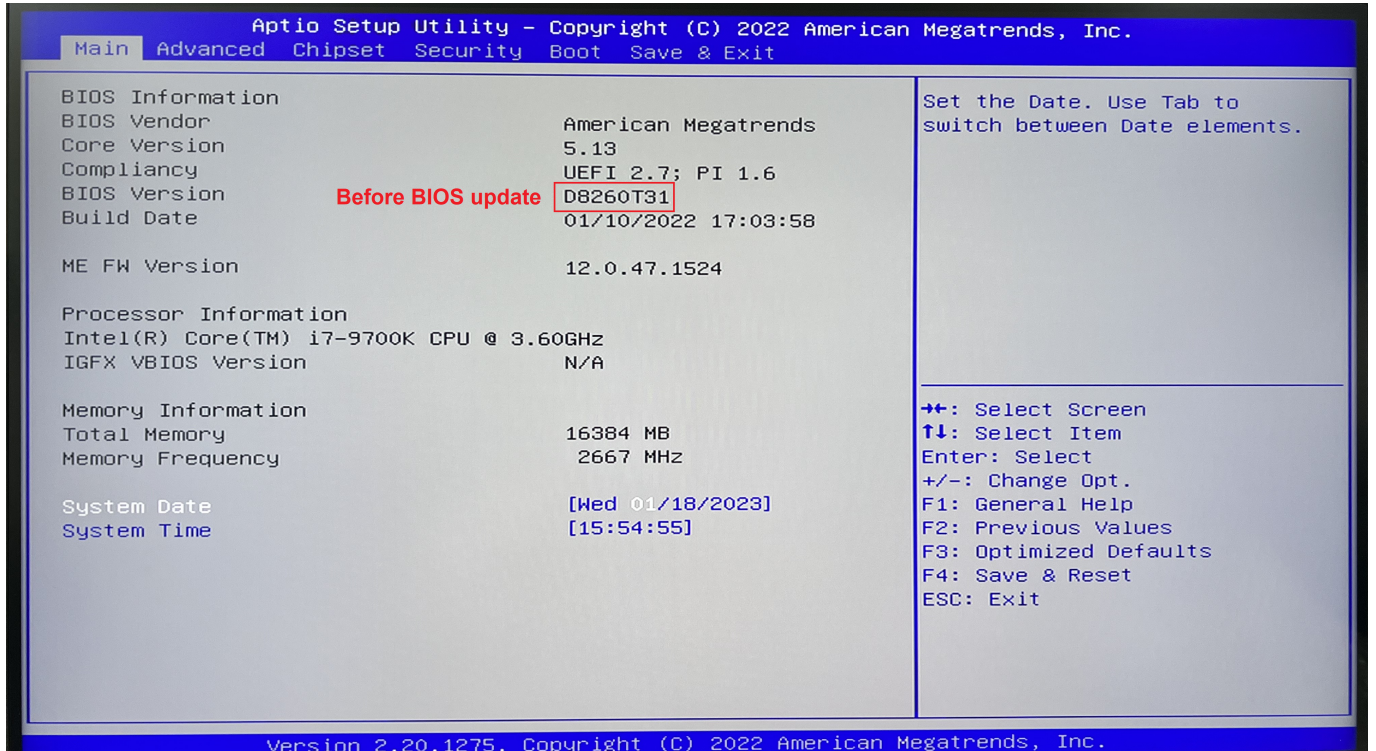 Aptio Setup Utility – Copyright (C) 2022 American Megatrends, Inc.
Main Advanced Chipset Security Boot Save & Exit
BIOS Information
BIOS Vendor American Megatrends
Core Version 5.13
Compliancy UEFI 2.7; PI 1.6
BIOS Version Before BIOS update D8260T31
Build Date 01/10/2022 17:03:58
ME FW Version 12.0.47.1524
Processor Information
Intel(R) Core(TM) i7-9700K CPU @ 3.60GHz
IGFX VBIOS Version N/A
Memory Information
Total Memory 16384 MB
Memory Frequency 2667 MHz
System Date [Wed 01/18/2023]
System Time [15:54:55]
Set the Date. Use Tab to
switch between Date elements.
→←: Select Screen
↑↓: Select Item
Enter: Select
+/-: Change Opt.
F1: General Help
F2: Previous Values
F3: Optimized Defaults
F4: Save & Reset
ESC: Exit
Version 2.20.1275. Copyright (C) 2022 American Megatrends, Inc.